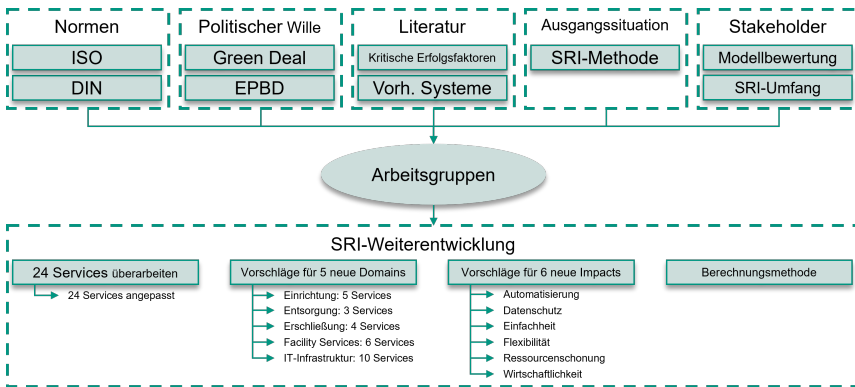 Normen
ISO
DIN
Politischer Wille
Green Deal
EPBD
Literatur
Kritische Erfolgsfaktoren
Vorh. Systeme
Ausgangssituation
SRI-Methode
Stakeholder
Modellbewertung
SRI-Umfang
Arbeitsgruppen
SRI-Weiterentwicklung
24 Services überarbeiten
24 Services angepasst
Vorschläge für 5 neue Domains
Einrichtung: 5 Services
Entsorgung: 3 Services
Erschließung: 4 Services
Facility Services: 6 Services
IT-Infrastruktur: 10 Services
Vorschläge für 6 neue Impacts
Automatisierung
Datenschutz
Einfachheit
Flexibilität
Ressourcenschonung
Wirtschaftlichkeit
Berechnungsmethode